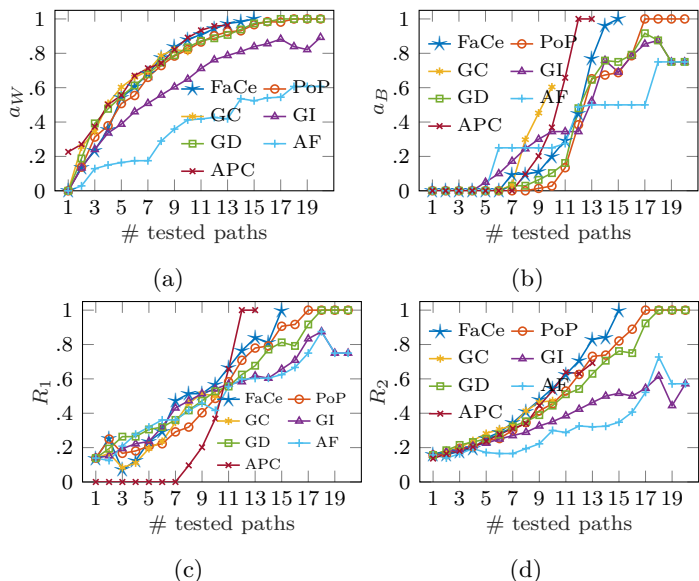 1
.8
.6
.4
.2
0
a_W
1 3 5 7 9 11 13 15 17 19
# tested paths
FaCe PoP
GC GI
GD AF
APC
(a)
1
.8
.6
.4
.2
0
a_B
1 3 5 7 9 11 13 15 17 19
# tested paths
FaCe PoP
GC GI
GD AF
APC
(b)
1
.8
.6
.4
.2
0
R_1
1 3 5 7 9 11 13 15 17 19
# tested paths
FaCe PoP
GC GI
GD AF
APC
(c)
1
.8
.6
.4
.2
0
R_2
1 3 5 7 9 11 13 15 17 19
# tested paths
FaCe PoP
GC GI
GD AF
APC
(d)